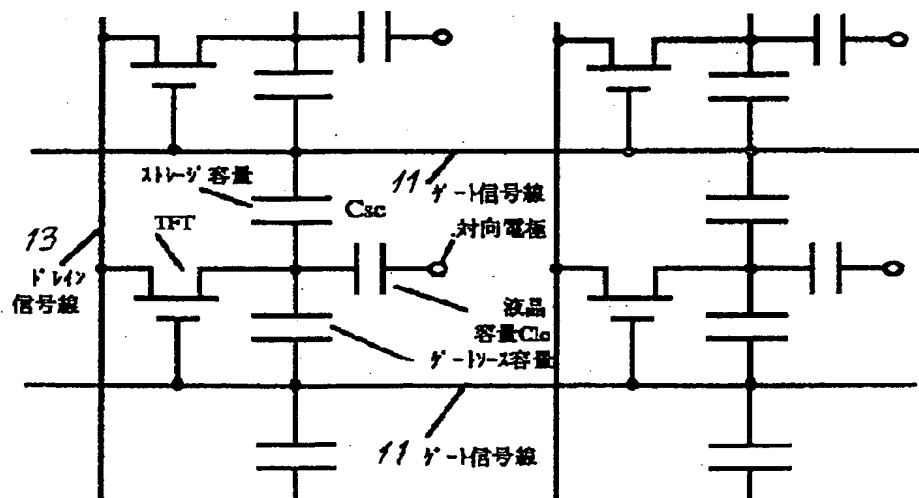 ストレージ容量
11
ゲート信号線
Csc
対向電極
TFT
13
ドレイン
信号線
液晶
容量Clc
ゲートソース容量
11 ゲート信号線